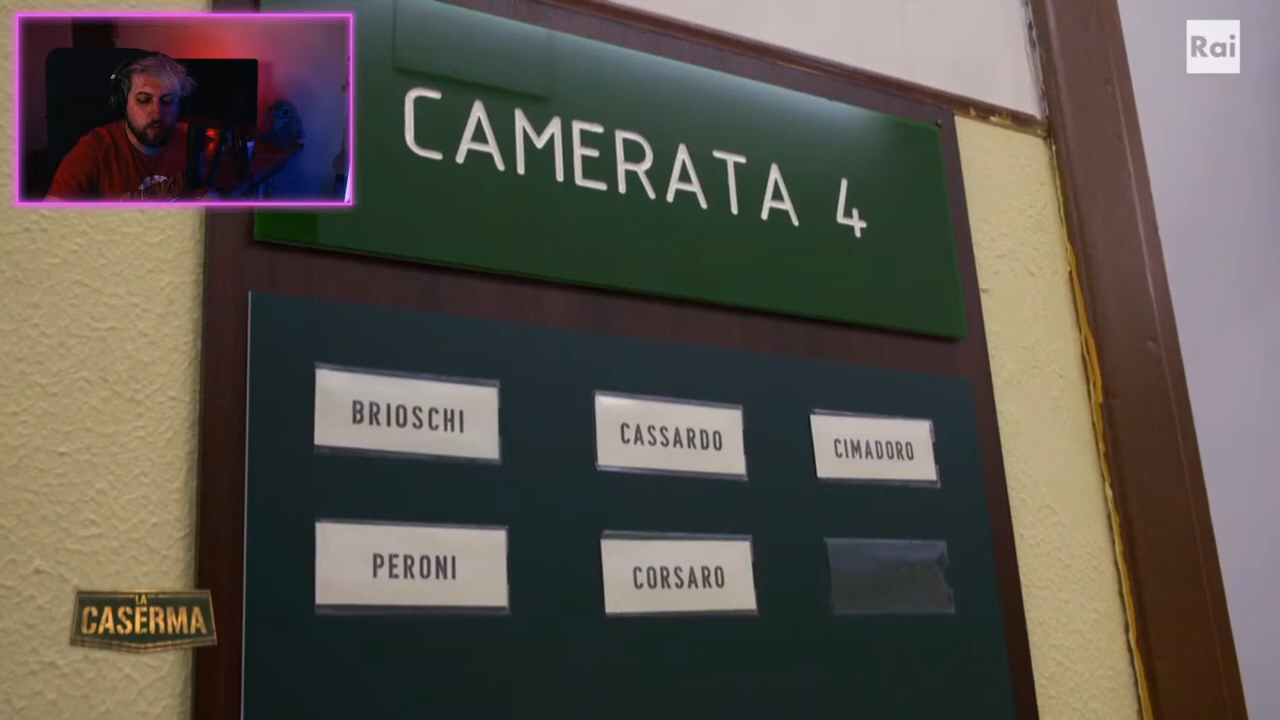 Rai
CAMERATA 4
BRIOSCHI
CASSARDO
CIMADORO
PERONI
CORSARO
LA
CASERMA